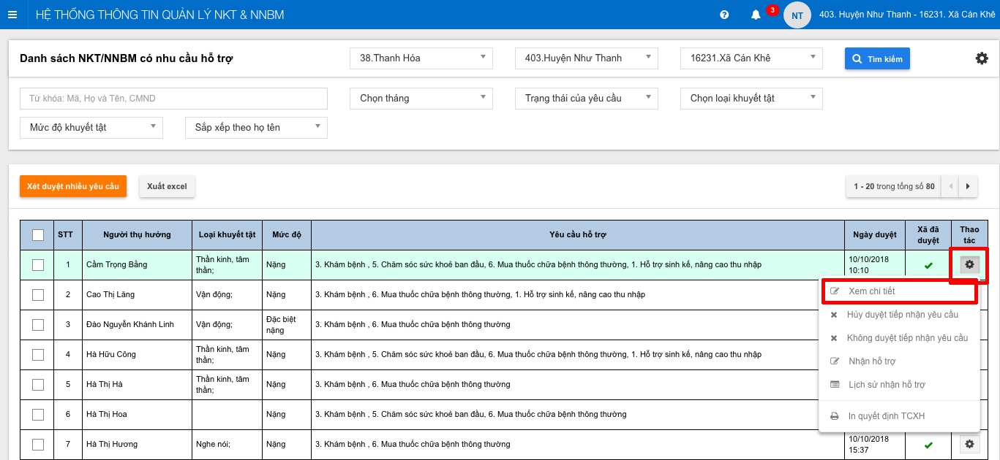 HỆ THỐNG THÔNG TIN QUẢN LÝ NKT & NNBM
3
NT
403. Huyện Như Thanh - 16231. Xã Cán Khê
Danh sách NKT/NNBM có nhu cầu hỗ trợ
38.Thanh Hóa
403.Huyện Như Thanh
16231.Xã Cán Khê
Tìm kiếm
Từ khóa: Mã, Họ và Tên, CMND
Chọn tháng
Trạng thái của yêu cầu
Chọn loại khuyết tật
Mức độ khuyết tật
Sắp xếp theo họ tên
Xét duyệt nhiều yêu cầu
Xuất excel
1 - 20 trong tổng số 80
STT
Người thụ hưởng
Loại khuyết tật
Mức độ
Yêu cầu hỗ trợ
Ngày duyệt
Xã đã
duyệt
Thao
tác
1
Cầm Trọng Bằng
Thần kinh, tâm
thần;
Nặng
3. Khám bệnh , 5. Chăm sóc sức khoẻ ban đầu, 6. Mua thuốc chữa bệnh thông thường, 1. Hỗ trợ sinh kế, nâng cao thu nhập
10/10/2018
10:10
2
Cao Thị Lăng
Vận động;
Nặng
3. Khám bệnh , 6. Mua thuốc chữa bệnh thông thường, 1. Hỗ trợ sinh kế, nâng cao thu nhập
3
Đào Nguyễn Khánh Linh
Vận động;
Đặc biệt
nặng
3. Khám bệnh , 6. Mua thuốc chữa bệnh thông thường
4
Hà Hữu Công
Thần kinh, tâm
thần;
Nặng
3. Khám bệnh , 5. Chăm sóc sức khoẻ ban đầu, 6. Mua thuốc chữa bệnh thông thường, 1. Hỗ trợ sinh kế, nâng cao thu nhập
5
Hà Thị Hà
Thần kinh, tâm
thần;
Nặng
3. Khám bệnh , 6. Mua thuốc chữa bệnh thông thường
6
Hà Thị Hoa
Nặng
3. Khám bệnh , 5. Chăm sóc sức khoẻ ban đầu, 6. Mua thuốc chữa bệnh thông thường
7
Hà Thị Hương
Nghe nói;
Nặng
3. Khám bệnh , 6. Mua thuốc chữa bệnh thông thường
10/10/2018
15:37
Xem chi tiết
Hủy duyệt tiếp nhận yêu cầu
Không duyệt tiếp nhận yêu cầu
Nhận hỗ trợ
Lịch sử nhận hỗ trợ
In quyết định TCXH